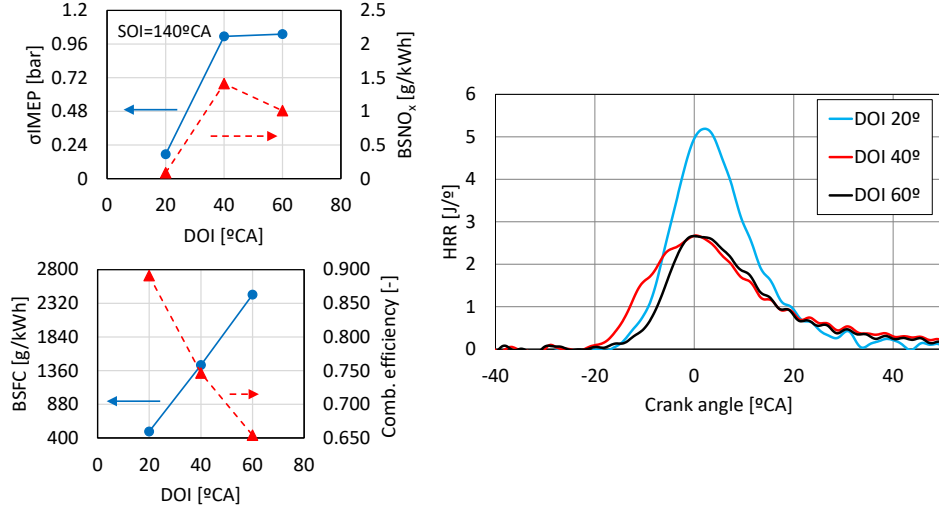 SOI=140ºCA
σIMEP [bar]
1.2
0.96
0.72
0.48
0.24
0
BSNOx [g/kWh]
2.5
2
1.5
1
0.5
0
0 20 40 60 80
DOI [ºCA]
BSFC [g/kWh]
2800
2320
1840
1360
880
400
Comb. efficiency [-]
0.900
0.850
0.800
0.750
0.700
0.650
0 20 40 60 80
DOI [ºCA]
HRR [J/º]
6
5
4
3
2
1
0
DOI 20º
DOI 40º
DOI 60º
-40 -20 0 20 40
Crank angle [ºCA]